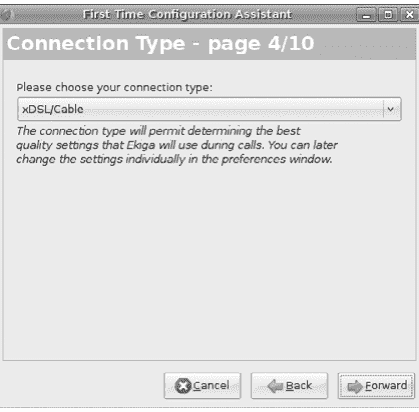 First Time Configuration Assistant
Connection Type - page 4/10
Please choose your connection type:
xDSL/Cable
The connection type will permit determining the best
quality settings that Ekiga will use during calls. You can later
change the settings individually in the preferences window.
Cancel
Back
Forward